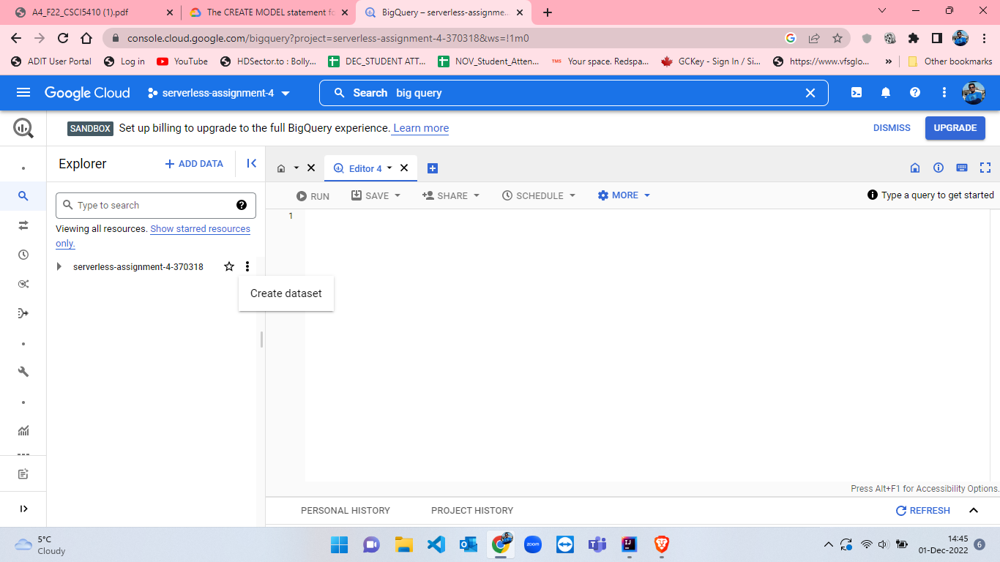 A4_F22_CSCI5410 (1).pdf
The CREATE MODEL statement fo
BigQuery – serverless-assignme...
console.cloud.google.com/bigquery?project=serverless-assignment-4-370318&ws=!1m0
ADIT User Portal
Log in
YouTube
HDSector.to : Bolly...
DEC_STUDENT ATT...
NOV_Student_Atten...
TMS
Your space. Redspa...
GCKey - Sign In / Si...
https://www.vfsglo...
»
Other bookmarks
Google Cloud
serverless-assignment-4
Search big query
SANDBOX Set up billing to upgrade to the full BigQuery experience. Learn more
DISMISS
UPGRADE
Explorer
+ ADD DATA
Editor 4
Type to search
RUN
SAVE
SHARE
SCHEDULE
MORE
Type a query to get started
1
Viewing all resources. Show starred resources
only.
serverless-assignment-4-370318
Create dataset
Press Alt+F1 for Accessibility Options.
PERSONAL HISTORY
PROJECT HISTORY
REFRESH
5°C
Cloudy
zoom
14:45
01-Dec-2022
6